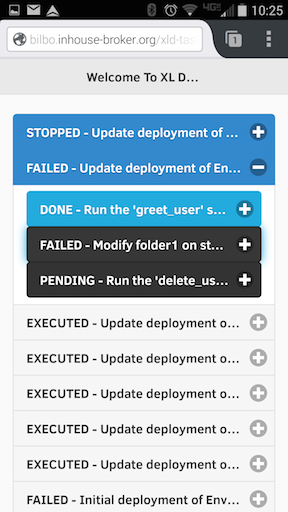 10:25
bilbo.inhouse-broker.org/xld-tas
1
Welcome To XL D...
STOPPED - Update deployment of ...
FAILED - Update deployment of En...
DONE - Run the 'greet_user' s...
FAILED - Modify folder1 on st...
PENDING - Run the 'delete_us...
EXECUTED - Update deployment o...
EXECUTED - Update deployment o...
EXECUTED - Update deployment o...
EXECUTED - Update deployment o...
EXECUTED - Update deployment o...
FAILED - Initial deployment of Env...